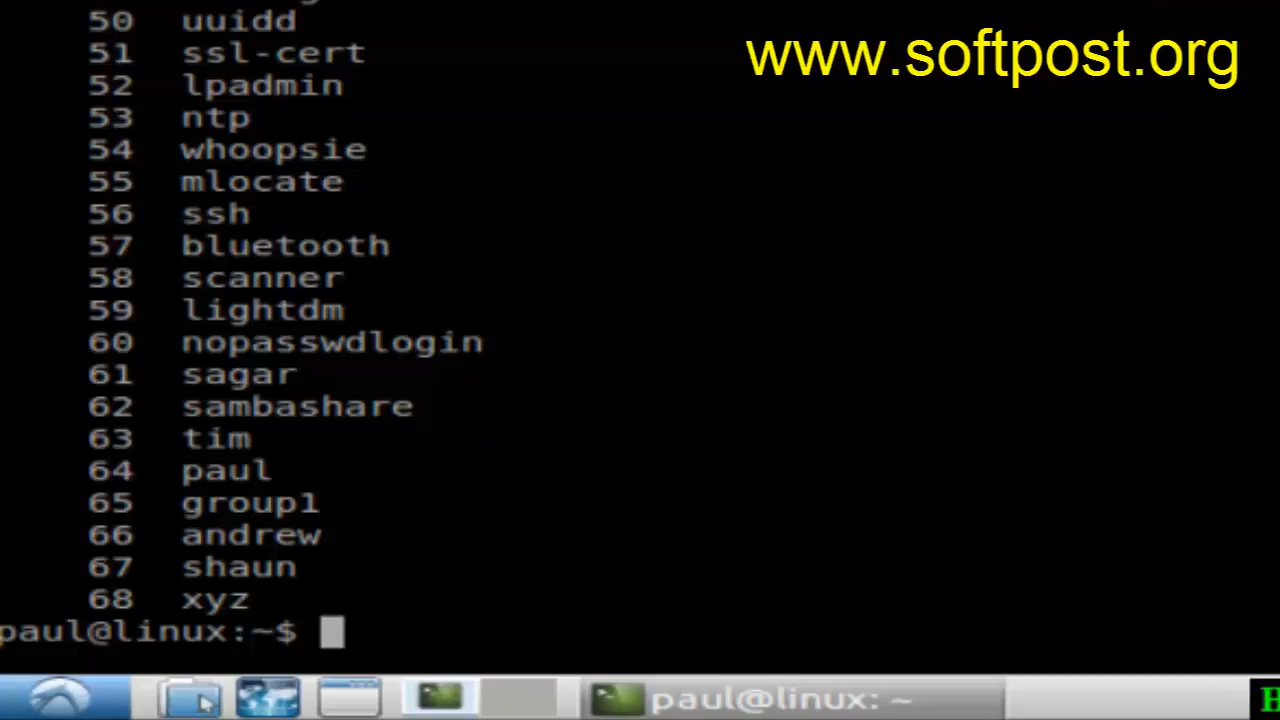 www.softpost.org
50 uuidd
51 ssl-cert
52 lpadmin
53 ntp
54 whoopsie
55 mlocate
56 ssh
57 bluetooth
58 scanner
59 lightdm
60 nopasswdlogin
61 sagar
62 sambashare
63 tim
64 paul
65 group1
66 andrew
67 shaun
68 xyz
paul@linux:~$
paul@linux: ~